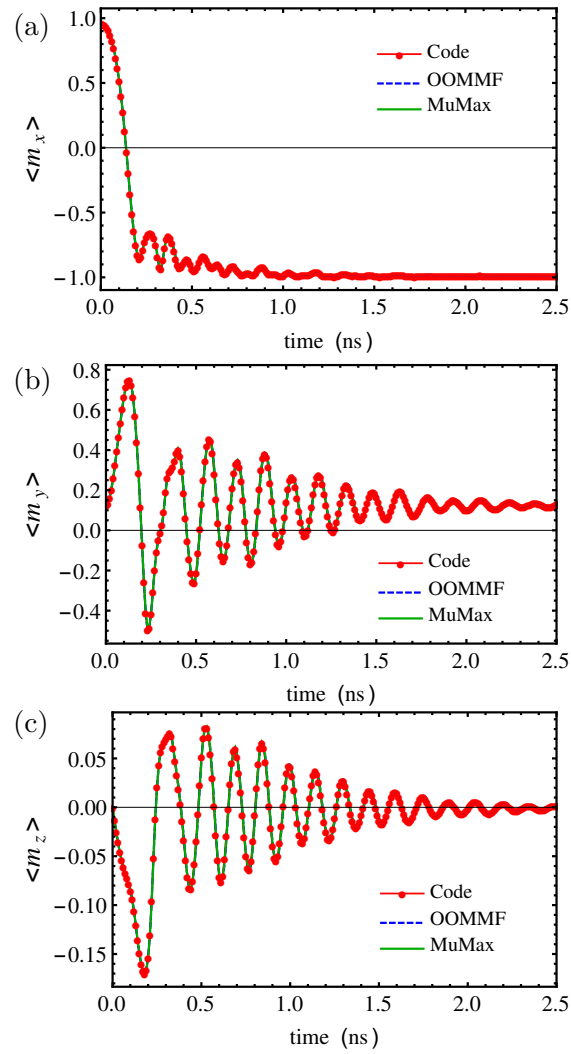 (a)
1.0
0.5
0.0
−0.5
−1.0
<m_x>
Code
OOMMF
MuMax
0.0 0.5 1.0 1.5 2.0 2.5
time (ns)
(b)
0.8
0.6
0.4
0.2
0.0
−0.2
−0.4
<m_y>
Code
OOMMF
MuMax
0.0 0.5 1.0 1.5 2.0 2.5
time (ns)
(c)
0.05
0.00
−0.05
−0.10
−0.15
<m_z>
Code
OOMMF
MuMax
0.0 0.5 1.0 1.5 2.0 2.5
time (ns)